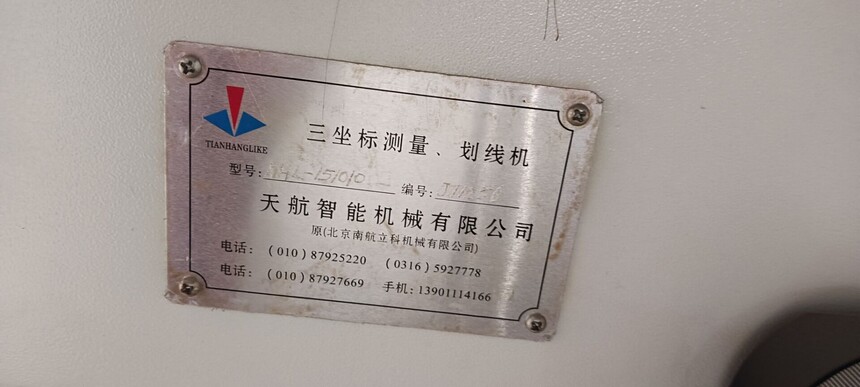 TIANHANGLIKE
三坐标测量、划线机
型号: 编号:
天航智能机械有限公司
原(北京南航立科机械有限公司)
电话: (010) 87925220 (0316) 5927778
电话: (010) 87927669 手机: 13901114166